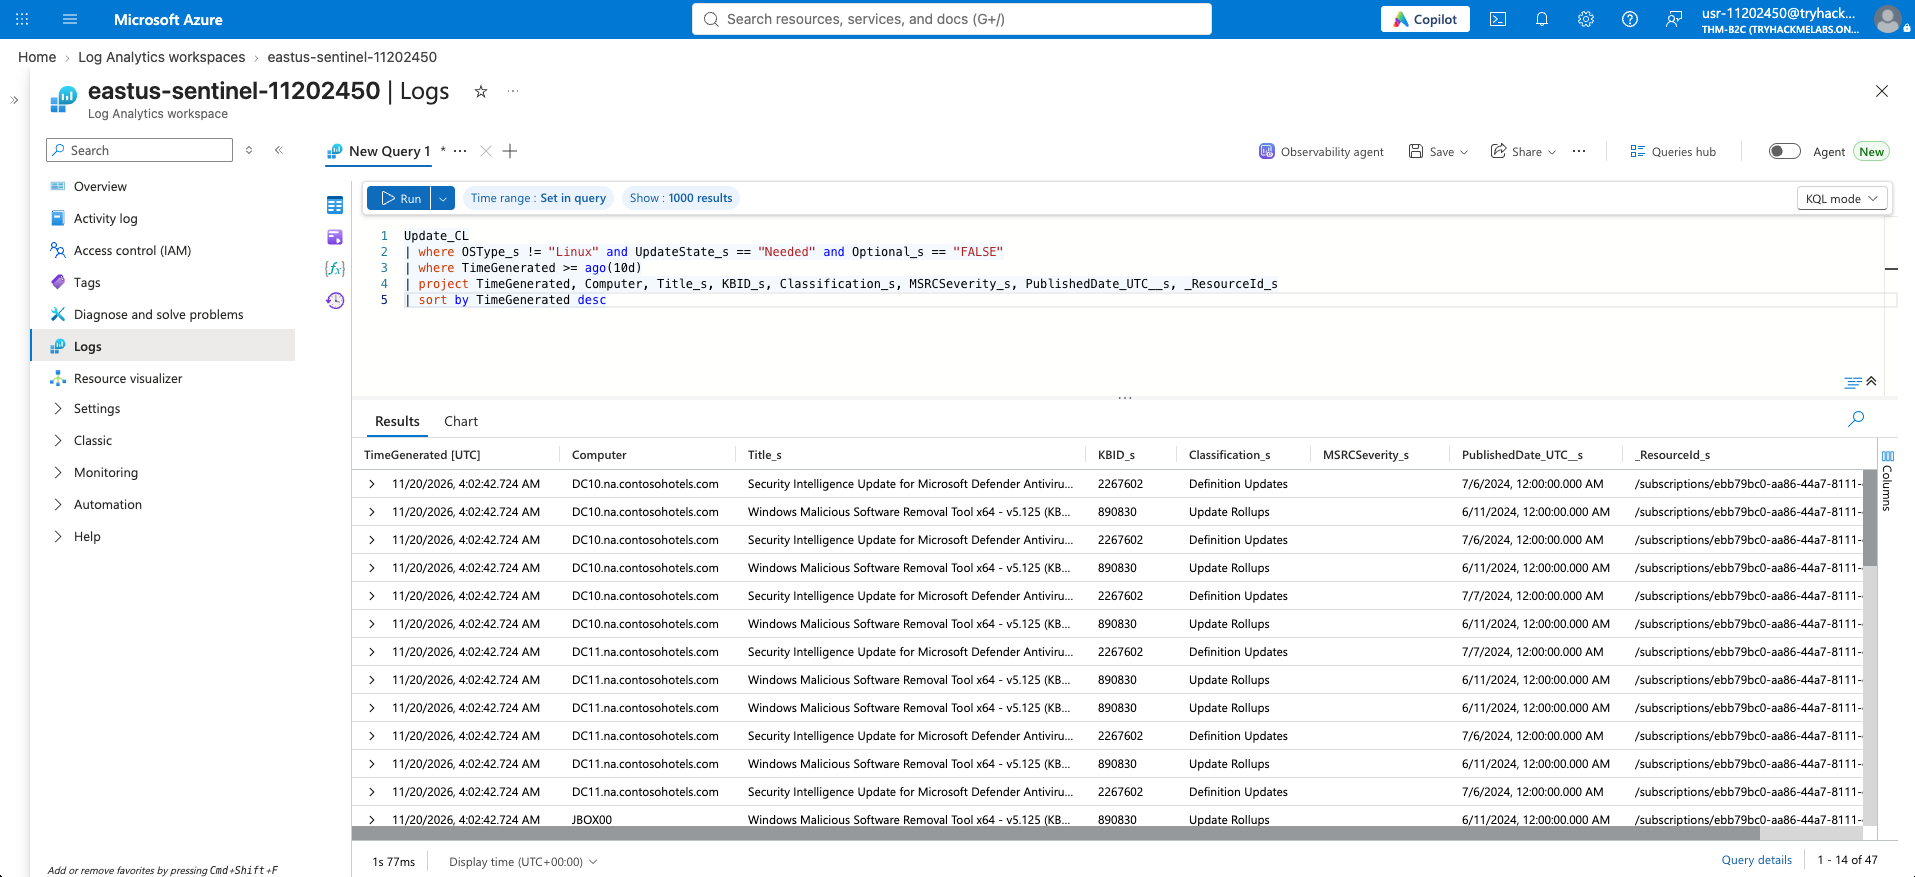 Microsoft Azure
Search resources, services, and docs (G+/)
Copilot
usr-11202450@tryhack...
THM-B2C (TRYHACKMELABS.ON...
Home > Log Analytics workspaces > eastus-sentinel-11202450
eastus-sentinel-11202450 | Logs
Log Analytics workspace
Search
Overview
Activity log
Access control (IAM)
Tags
Diagnose and solve problems
Logs
Resource visualizer
Settings
Classic
Monitoring
Automation
Help
Add or remove favorites by pressing Cmd+Shift+F
New Query 1 *
Observability agent
Save
Share
Queries hub
Agent New
Run
Time range : Set in query
Show : 1000 results
KQL mode
1 Update_CL
2 | where OSType_s != "Linux" and UpdateState_s == "Needed" and Optional_s == "FALSE"
3 | where TimeGenerated >= ago(10d)
4 | project TimeGenerated, Computer, Title_s, KBID_s, Classification_s, MSRCSeverity_s, PublishedDate_UTC__s, _ResourceId_s
5 | sort by TimeGenerated desc
Results Chart
TimeGenerated [UTC] Computer Title_s KBID_s Classification_s MSRCSeverity_s PublishedDate_UTC__s _ResourceId_s
11/20/2026, 4:02:42.724 AM DC10.na.contosohotels.com Security Intelligence Update for Microsoft Defender Antiviru... 2267602 Definition Updates 7/6/2024, 12:00:00.000 AM /subscriptions/ebb79bc0-aa86-44a7-8111-
11/20/2026, 4:02:42.724 AM DC10.na.contosohotels.com Windows Malicious Software Removal Tool x64 - v5.125 (KB... 890830 Update Rollups 6/11/2024, 12:00:00.000 AM /subscriptions/ebb79bc0-aa86-44a7-8111-
11/20/2026, 4:02:42.724 AM DC10.na.contosohotels.com Security Intelligence Update for Microsoft Defender Antiviru... 2267602 Definition Updates 7/6/2024, 12:00:00.000 AM /subscriptions/ebb79bc0-aa86-44a7-8111-
11/20/2026, 4:02:42.724 AM DC10.na.contosohotels.com Windows Malicious Software Removal Tool x64 - v5.125 (KB... 890830 Update Rollups 6/11/2024, 12:00:00.000 AM /subscriptions/ebb79bc0-aa86-44a7-8111-
11/20/2026, 4:02:42.724 AM DC10.na.contosohotels.com Security Intelligence Update for Microsoft Defender Antiviru... 2267602 Definition Updates 7/7/2024, 12:00:00.000 AM /subscriptions/ebb79bc0-aa86-44a7-8111-
11/20/2026, 4:02:42.724 AM DC10.na.contosohotels.com Windows Malicious Software Removal Tool x64 - v5.125 (KB... 890830 Update Rollups 6/11/2024, 12:00:00.000 AM /subscriptions/ebb79bc0-aa86-44a7-8111-
11/20/2026, 4:02:42.724 AM DC11.na.contosohotels.com Security Intelligence Update for Microsoft Defender Antiviru... 2267602 Definition Updates 7/7/2024, 12:00:00.000 AM /subscriptions/ebb79bc0-aa86-44a7-8111-
11/20/2026, 4:02:42.724 AM DC11.na.contosohotels.com Windows Malicious Software Removal Tool x64 - v5.125 (KB... 890830 Update Rollups 6/11/2024, 12:00:00.000 AM /subscriptions/ebb79bc0-aa86-44a7-8111-
11/20/2026, 4:02:42.724 AM DC11.na.contosohotels.com Windows Malicious Software Removal Tool x64 - v5.125 (KB... 890830 Update Rollups 6/11/2024, 12:00:00.000 AM /subscriptions/ebb79bc0-aa86-44a7-8111-
11/20/2026, 4:02:42.724 AM DC11.na.contosohotels.com Security Intelligence Update for Microsoft Defender Antiviru... 2267602 Definition Updates 7/6/2024, 12:00:00.000 AM /subscriptions/ebb79bc0-aa86-44a7-8111-
11/20/2026, 4:02:42.724 AM DC11.na.contosohotels.com Windows Malicious Software Removal Tool x64 - v5.125 (KB... 890830 Update Rollups 6/11/2024, 12:00:00.000 AM /subscriptions/ebb79bc0-aa86-44a7-8111-
11/20/2026, 4:02:42.724 AM DC11.na.contosohotels.com Security Intelligence Update for Microsoft Defender Antiviru... 2267602 Definition Updates 7/6/2024, 12:00:00.000 AM /subscriptions/ebb79bc0-aa86-44a7-8111-
11/20/2026, 4:02:42.724 AM JBOX00 Windows Malicious Software Removal Tool x64 - v5.125 (KB... 890830 Update Rollups 6/11/2024, 12:00:00.000 AM /subscriptions/ebb79bc0-aa86-44a7-8111-
Columns
1s 77ms
Display time (UTC+00:00)
Query details
1 - 14 of 47